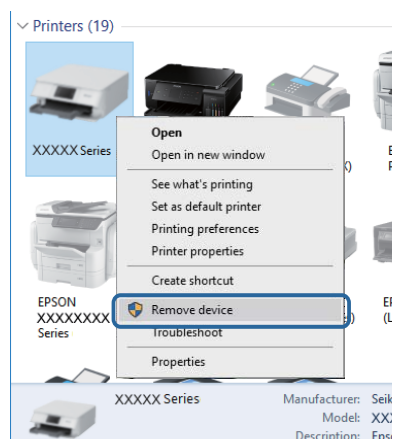 Printers (19)
XXXXX Series
Open
Open in new window
See what's printing
Set as default printer
Printing preferences
Printer properties
Create shortcut
Remove device
Troubleshoot
Properties
EPSON
XXXXXXXX
Series
XXXXX Series
Manufacturer:
Model:
Description: